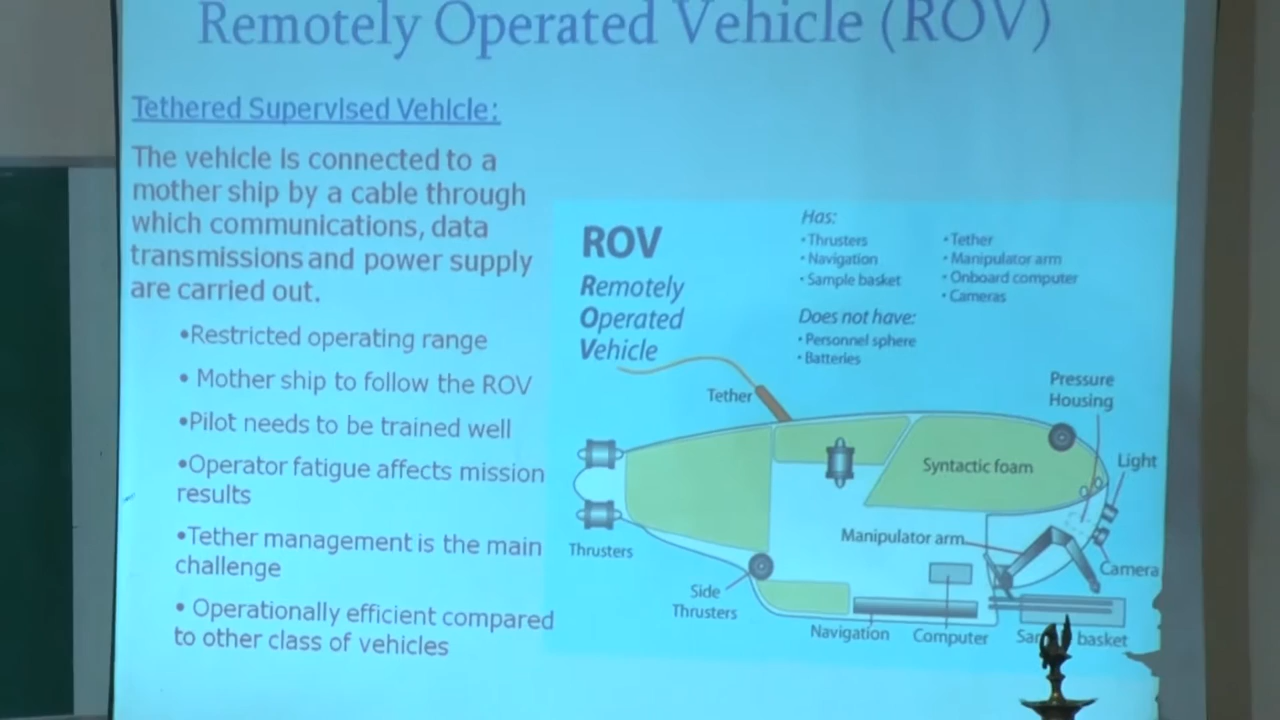 Remotely Operated Vehicle (ROV)
Tethered Supervised Vehicle:
The vehicle is connected to a
mother ship by a cable through
which communications, data
transmissions and power supply
are carried out.
•Restricted operating range
• Mother ship to follow the ROV
•Pilot needs to be trained well
•Operator fatigue affects mission
results
•Tether management is the main
challenge
• Operationally efficient compared
to other class of vehicles
ROV
Remotely
Operated
Vehicle
Has:
• Thrusters
• Navigation
• Sample basket
• Tether
• Manipulator arm
• Onboard computer
• Cameras
Does not have:
• Personnel sphere
• Batteries
Tether
Pressure
Housing
Light
Syntactic foam
Manipulator arm
Camera
Thrusters
Side
Thrusters
Navigation
Computer
basket